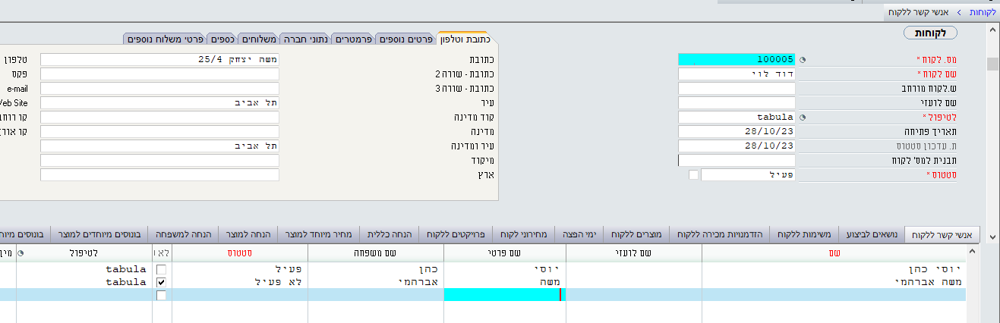 לקוחות > אנשי קשר ללקוח
לקוחות
כתובת וטלפון פרטים נוספים פרמטרים נתוני חברה משלוחים כספים פרטי משלוח נוספים
מס. לקוח * 100005 כתובת משה יצחק 25/4 טלפון
שם לקוח * דוד לוי כתובת - שורה 2 פקס
ש.לקוח מורחב כתובת - שורה 3 e-mail
שם לועזי עיר תל אביב Web Site
לטיפול * tabula קוד מדינה קו רוחב
תאריך פתיחה 28/10/23 מדינה קו אורך
ת. עדכון סטטוס 28/10/23 עיר ומדינה תל אביב
תבנית למס' לקוח מיקוד
סטטוס * פעיל ארץ
אנשי קשר ללקוח נושאים לביצוע משימות ללקוח הזדמנויות מכירה ללקוח מוצרים ללקוח ימי הפצה מחירוני לקוח פרויקטים ללקוח הנחה כללית מחיר מיוחד למוצר הנחה למוצר הנחה למשפחה בונוסים מיוחדים למוצר בונוסים
שם שם לועזי שם פרטי שם משפחה סטטוס לא לטיפול
יוסי כהן יוסי כהן פעיל tabula
משה אברהמי משה אברהמי לא פעיל tabula